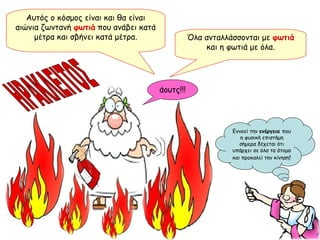 Αυτός ο κόσμος είναι και θα είναι
αιώνια ζωντανή φωτιά που ανάβει κατά
μέτρα και σβήνει κατά μέτρα.
Όλα ανταλλάσσονται με φωτιά
και η φωτιά με όλα.
ΗΡΑΚΛΕΙΤΟΣ
άουτς!!!
Εννοεί την ενέργεια που
η φυσική επιστήμη
σήμερα δέχεται ότι
υπάρχει σε όλα τα άτομα
και προκαλεί την κίνηση!